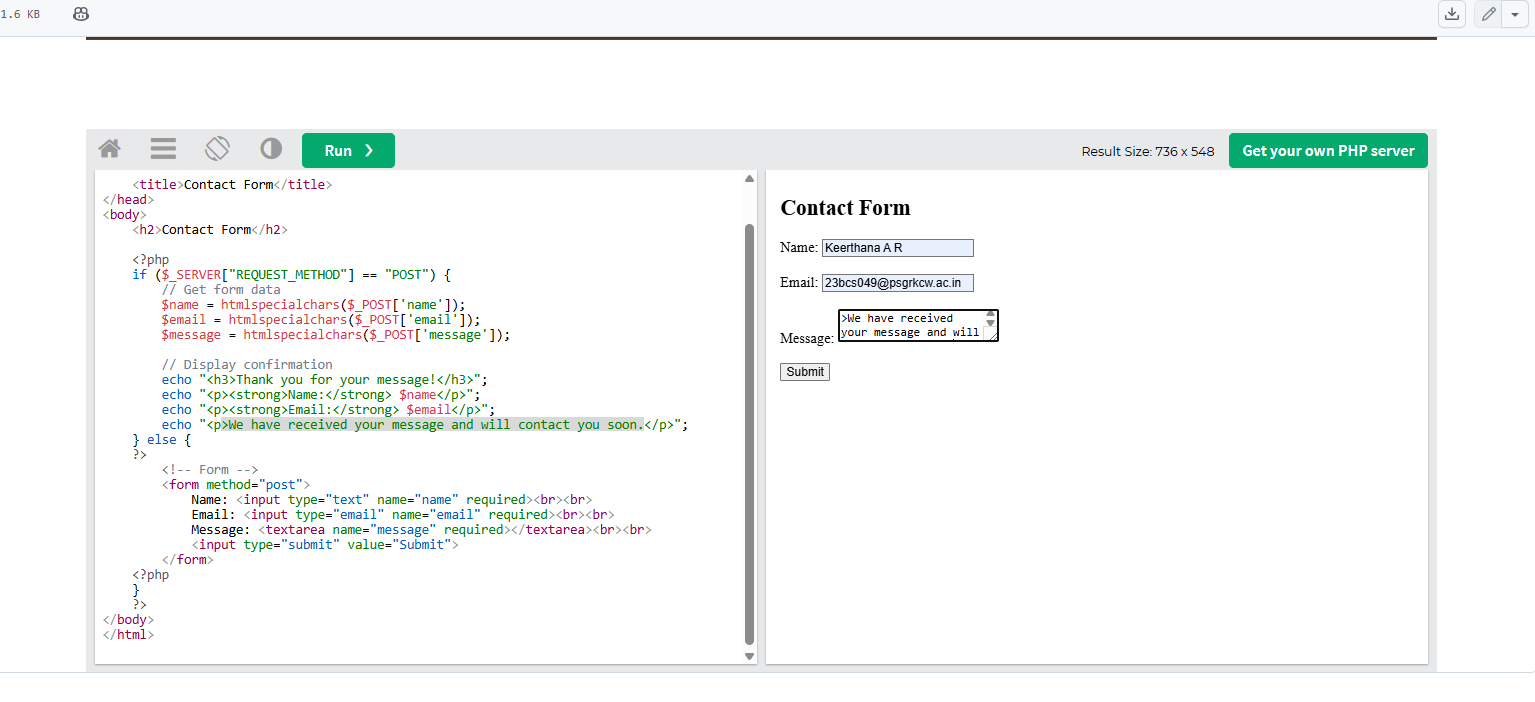 1.6 KB
Run ❯
Result Size: 736 x 548
Get your own PHP server
<title>Contact Form</title>
</head>
<body>
<h2>Contact Form</h2>
<?php
if ($_SERVER["REQUEST_METHOD"] == "POST") {
// Get form data
$name = htmlspecialchars($_POST['name']);
$email = htmlspecialchars($_POST['email']);
$message = htmlspecialchars($_POST['message']);
// Display confirmation
echo "<h3>Thank you for your message!</h3>";
echo "<p><strong>Name:</strong> $name</p>";
echo "<p><strong>Email:</strong> $email</p>";
echo "<p>We have received your message and will contact you soon.</p>";
} else {
?>
<!-- Form -->
<form method="post">
Name: <input type="text" name="name" required><br><br>
Email: <input type="email" name="email" required><br><br>
Message: <textarea name="message" required></textarea><br><br>
<input type="submit" value="Submit">
</form>
<?php
}
?>
</body>
</html>
Contact Form
Name: Keerthana A R
Email: 23bcs049@psgrkcw.ac.in
>We have received
your message and will
Message:
Submit